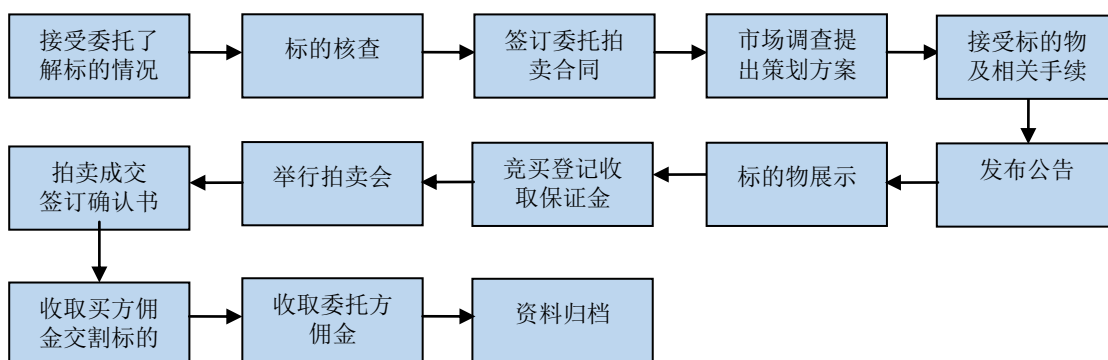 接受委托了
解标的情况
标的核查
签订委托拍
卖合同
市场调查提
出策划方案
接受标的物
及相关手续
发布公告
标的物展示
竞买登记收
取保证金
举行拍卖会
拍卖成交
签订确认书
收取买方佣
金交割标的
收取委托方
佣金
资料归档